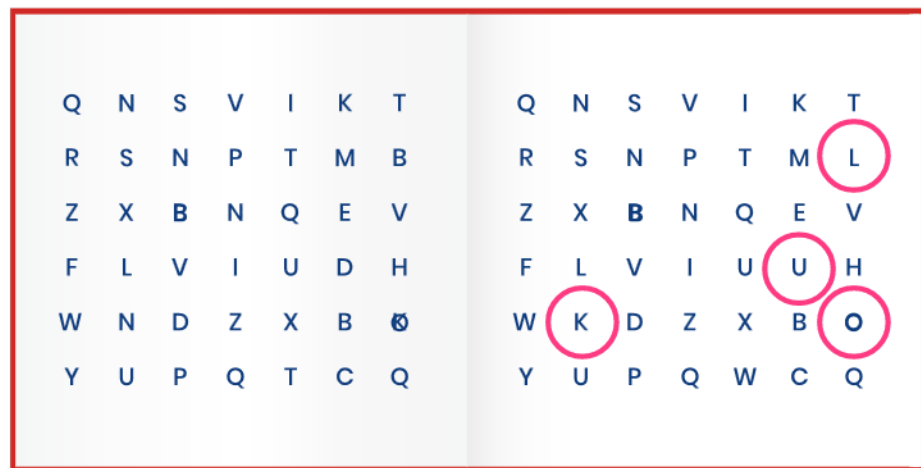 Q N S V I K T
R S N P T M B
Z X B N Q E V
F L V I U D H
W N D Z X B
Y U P Q T C Q
Q N S V I K T
R S N P T M L
Z X B N Q E V
F L V I U U H
W K D Z X B O
Y U P Q W C Q